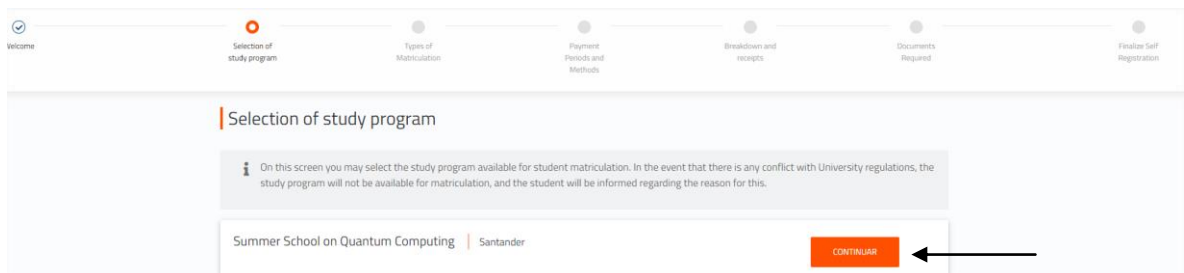 Welcome
Selection of
study program
Types of
Matriculation
Payment
Periods and
Methods
Breakdown and
receipts
Documents
Required
Finalize Self
Registration
Selection of study program
On this screen you may select the study program available for student matriculation. In the event that there is any conflict with University regulations, the
study program will not be available for matriculation, and the student will be informed regarding the reason for this.
Summer School on Quantum Computing | Santander
CONTINUAR